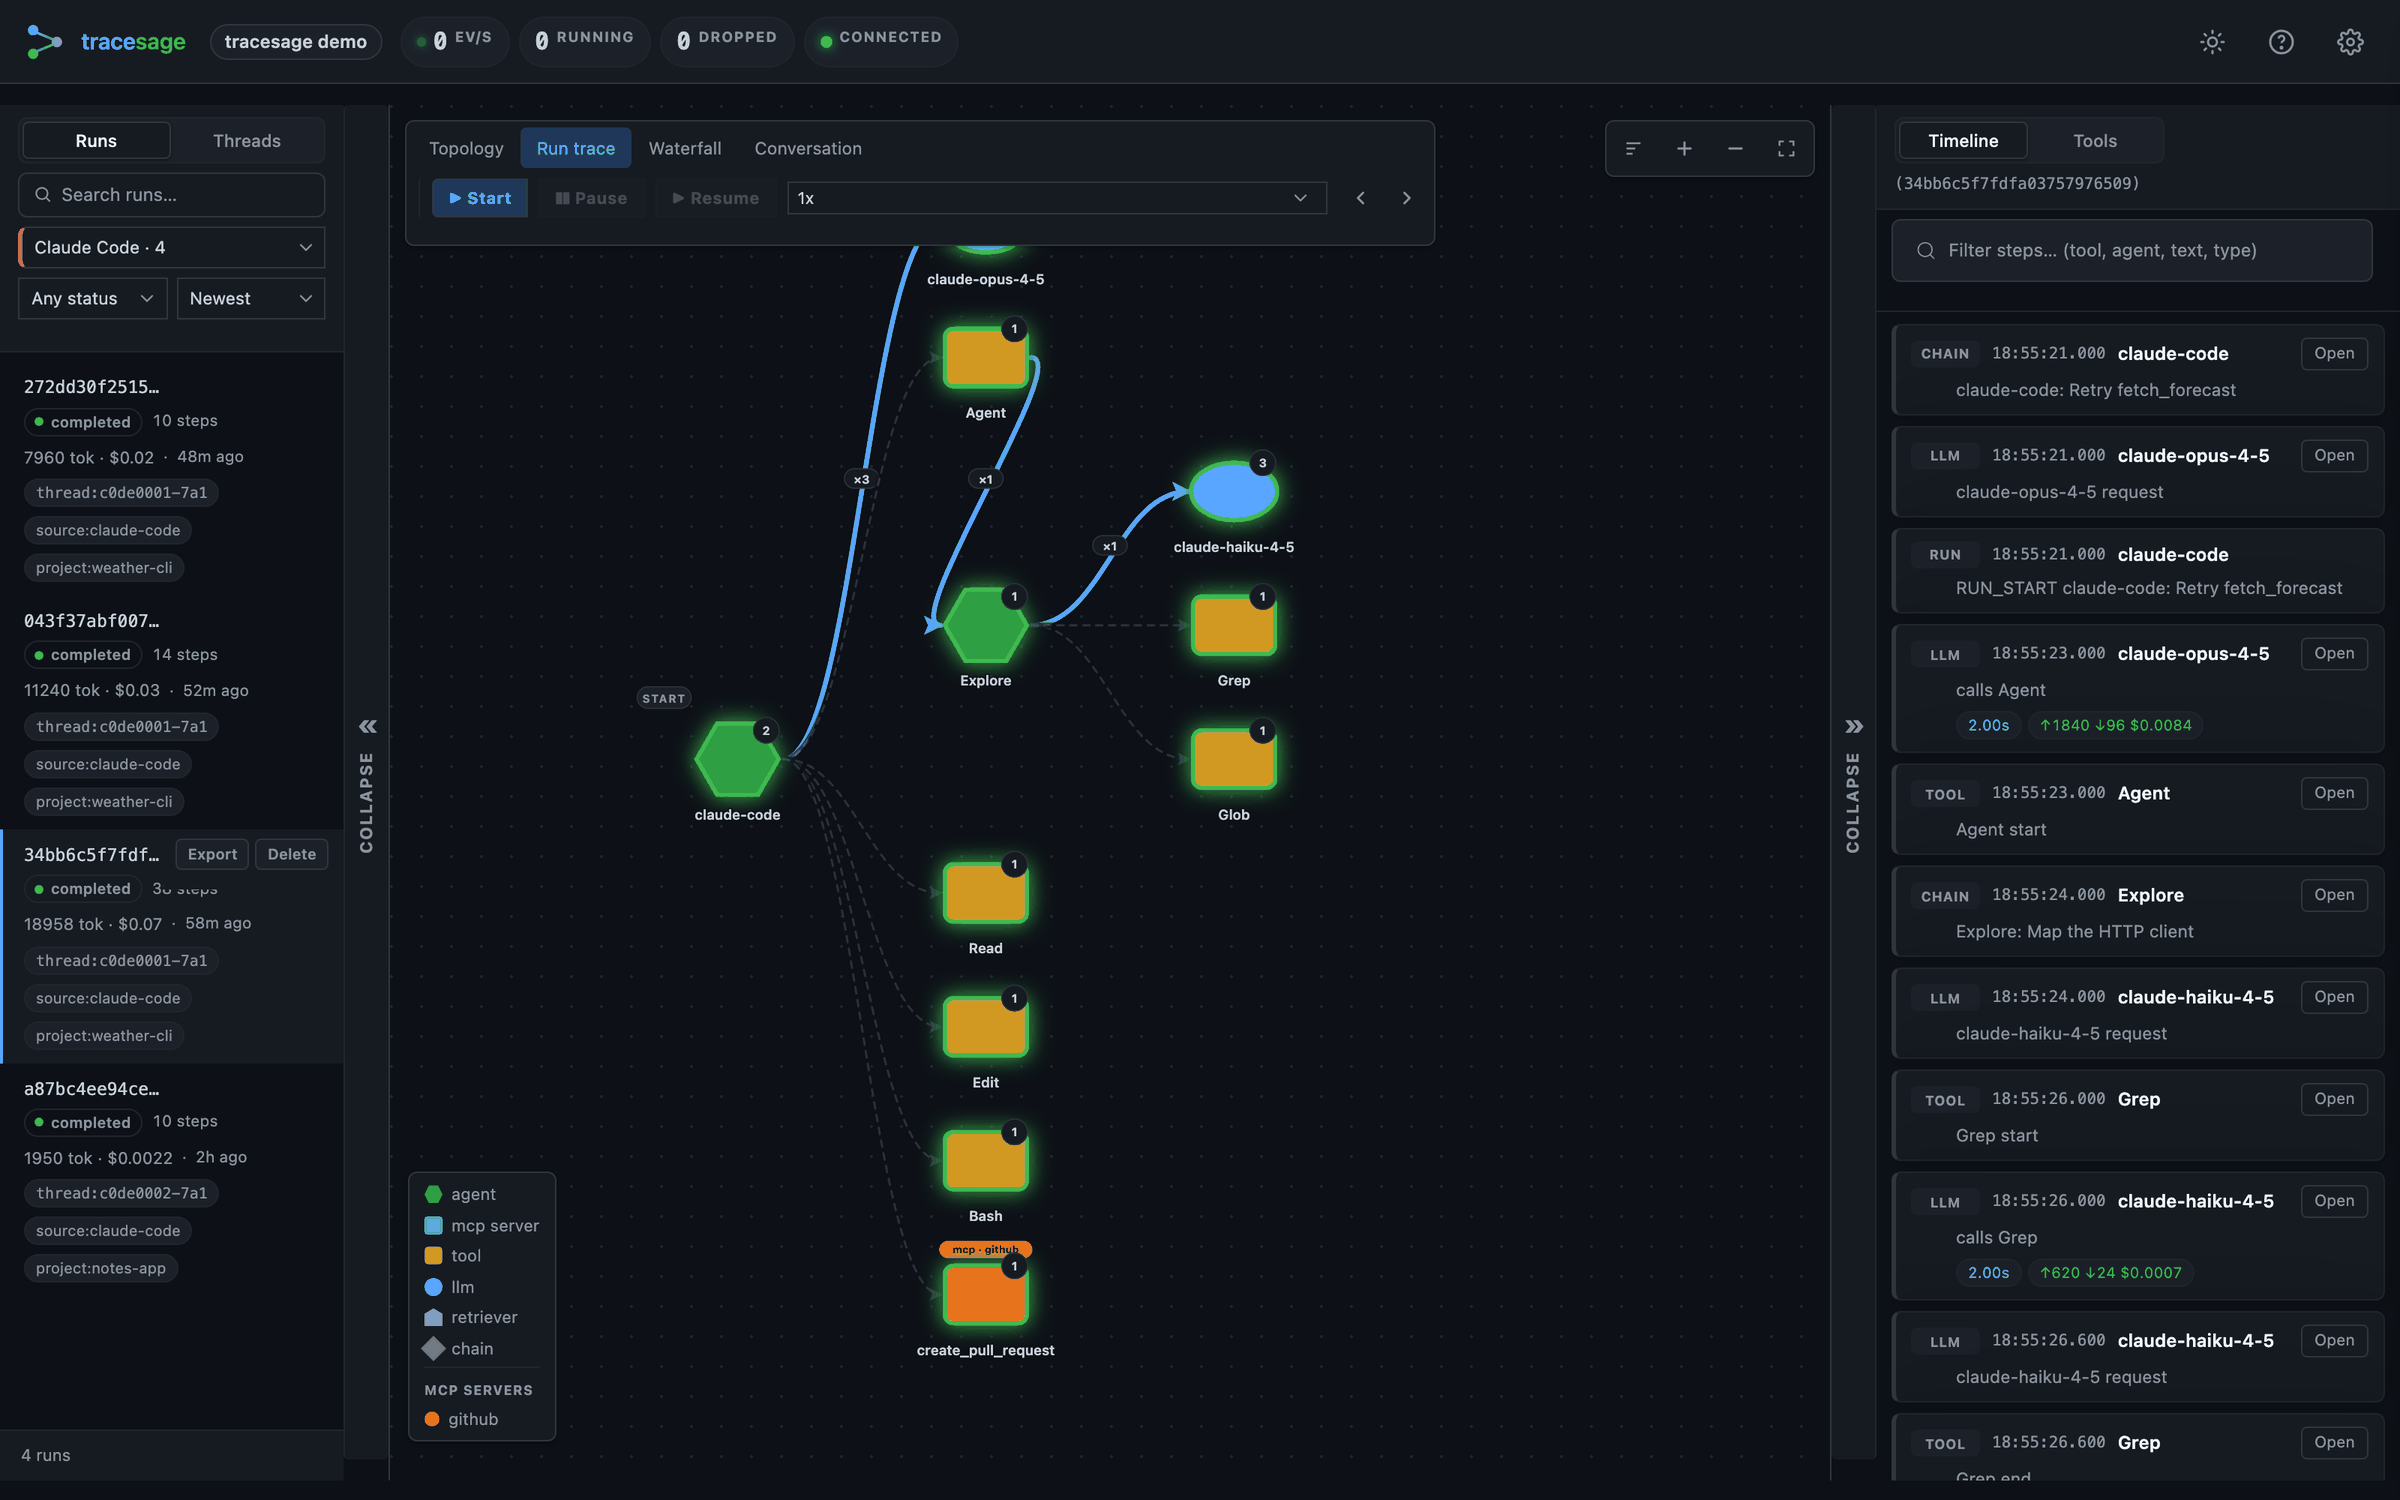 tracesage
tracesage demo
0 EV/S
0 RUNNING
0 DROPPED
CONNECTED
Runs
Threads
Search runs...
Claude Code · 4
Any status
Newest
272dd30f2515…
completed
10 steps
7960 tok · $0.02 · 48m ago
thread:c0de0001-7a1
source:claude-code
project:weather-cli
043f37abf007…
completed
14 steps
11240 tok · $0.03 · 52m ago
thread:c0de0001-7a1
source:claude-code
project:weather-cli
34bb6c5f7fdf…
Export
Delete
completed
steps
18958 tok · $0.07 · 58m ago
thread:c0de0001-7a1
source:claude-code
project:weather-cli
a87bc4ee94ce…
completed
10 steps
1950 tok · $0.0022 · 2h ago
thread:c0de0002-7a1
source:claude-code
project:notes-app
4 runs
COLLAPSE
Topology
Run trace
Waterfall
Conversation
Start
Pause
Resume
1x
claude-opus-4-5
1
Agent
x3
x1
3
x1
claude-haiku-4-5
1
Explore
1
Grep
START
2
claude-code
1
Glob
1
Read
1
Edit
1
Bash
mcp · github
1
create_pull_request
agent
mcp server
tool
llm
retriever
chain
MCP SERVERS
github
COLLAPSE
Timeline
Tools
(34bb6c5f7fdfa03757976509)
Filter steps... (tool, agent, text, type)
CHAIN 18:55:21.000 claude-code Open
claude-code: Retry fetch_forecast
LLM 18:55:21.000 claude-opus-4-5 Open
claude-opus-4-5 request
RUN 18:55:21.000 claude-code
RUN_START claude-code: Retry fetch_forecast
LLM 18:55:23.000 claude-opus-4-5 Open
calls Agent
2.00s ↑1840 ↓96 $0.0084
TOOL 18:55:23.000 Agent Open
Agent start
CHAIN 18:55:24.000 Explore Open
Explore: Map the HTTP client
LLM 18:55:24.000 claude-haiku-4-5 Open
claude-haiku-4-5 request
TOOL 18:55:26.000 Grep Open
Grep start
LLM 18:55:26.000 claude-haiku-4-5 Open
calls Grep
2.00s ↑620 ↓24 $0.0007
LLM 18:55:26.600 claude-haiku-4-5 Open
claude-haiku-4-5 request
TOOL 18:55:26.600 Grep Open
Grep end